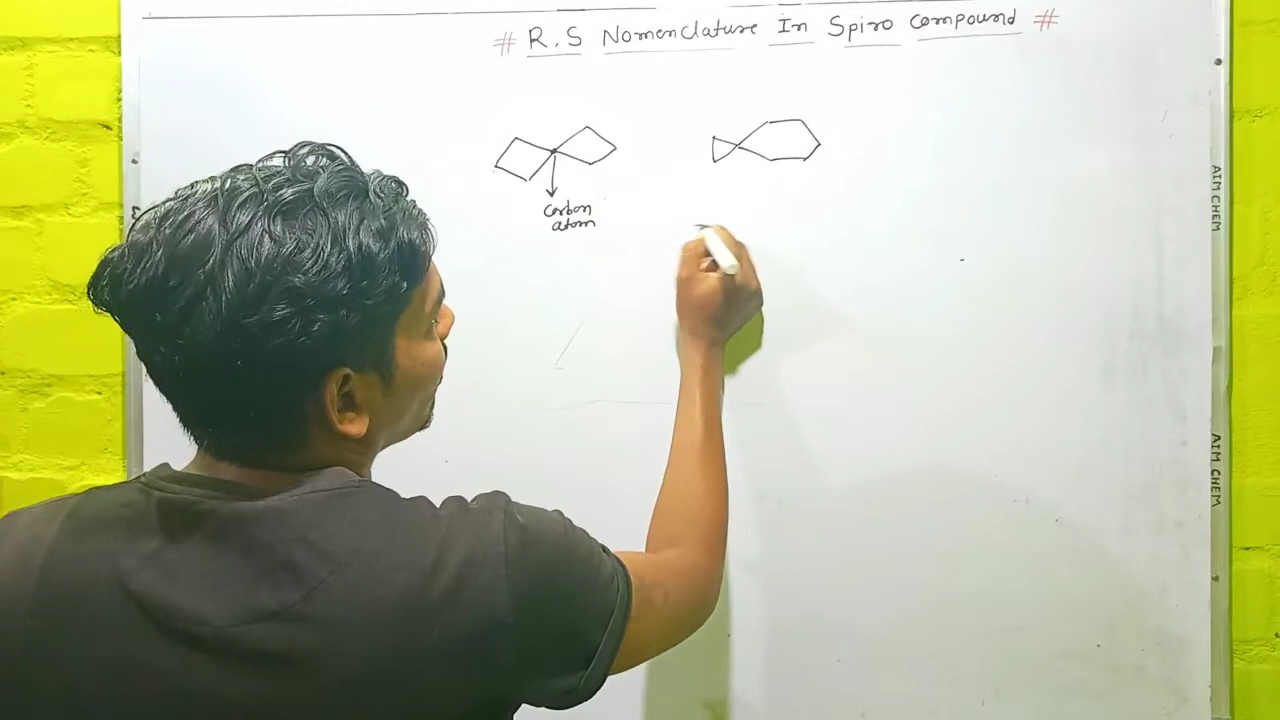 # R.S Nomenclature In Spiro Compound #
Carbon
atom
AIM CHEM
AIM CHEM